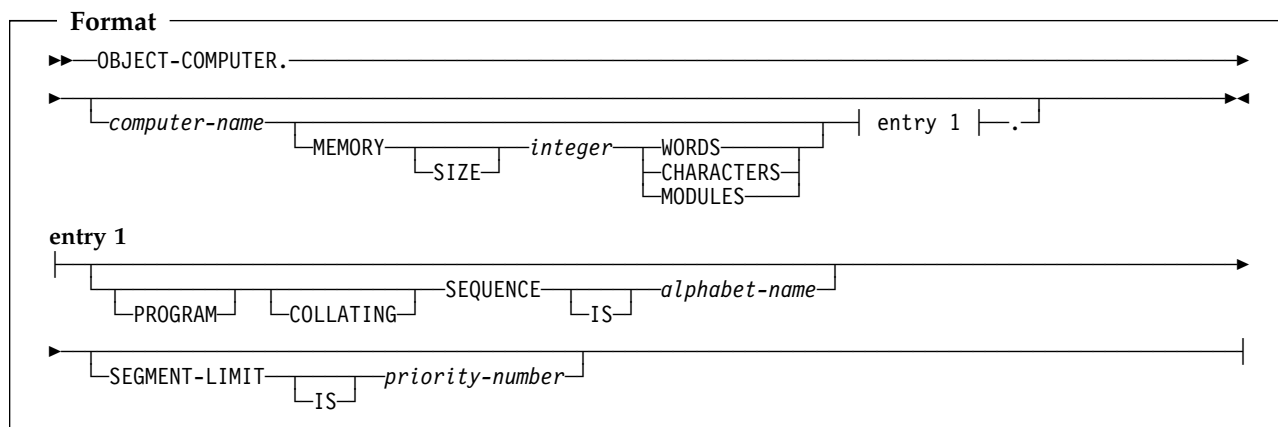 Format
OBJECT-COMPUTER.
computer-name entry 1 .
MEMORY integer WORDS
SIZE CHARACTERS
MODULES
entry 1
SEQUENCE alphabet-name
PROGRAM COLLATING IS
SEGMENT-LIMIT priority-number
IS